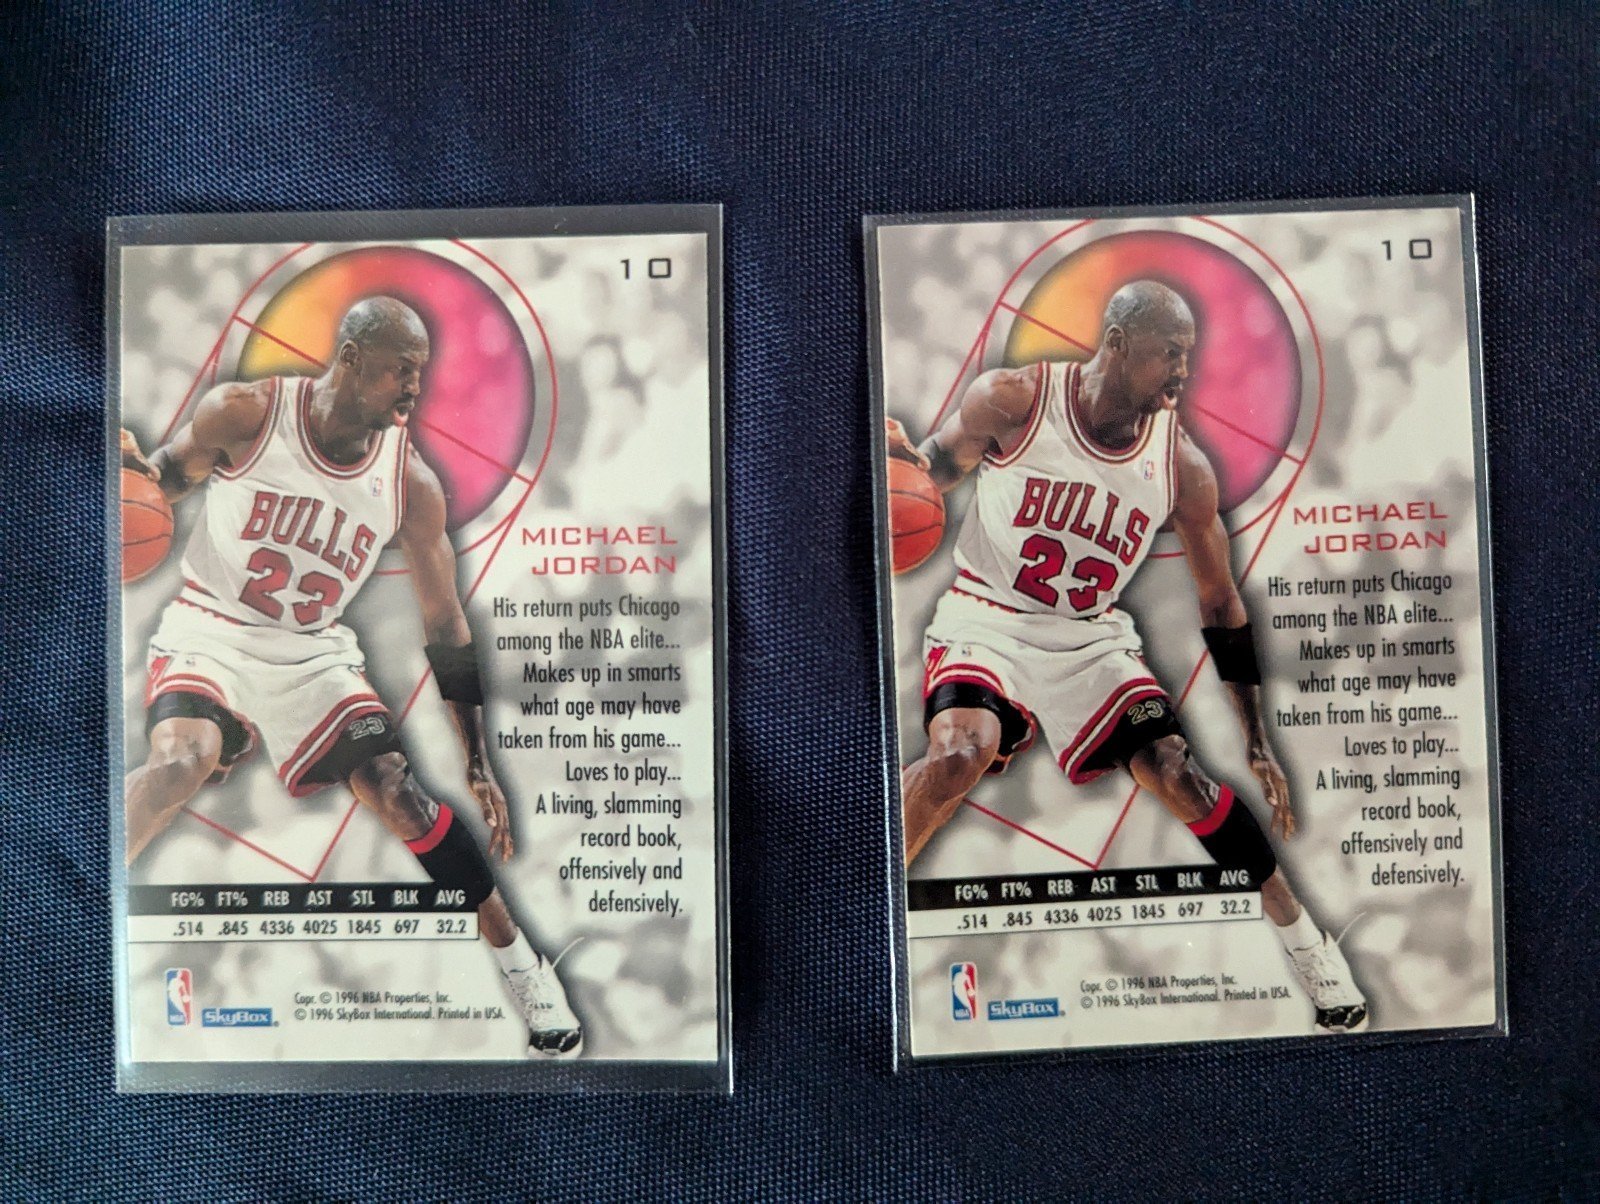 10
BULLS
23
23
MICHAEL
JORDAN
His return puts Chicago
among the NBA elite...
Makes up in smarts
what age may have
taken from his game...
Loves to play...
A living, slamming
record book,
offensively and
defensively.
FG% FT% REB AST STL BLK AVG
.514 .845 4336 4025 1845 697 32.2
NBA
SkyBox
Copr. © 1996 NBA Properties, Inc.
© 1996 SkyBox International. Printed in USA.
10
BULLS
23
23
MICHAEL
JORDAN
His return puts Chicago
among the NBA elite...
Makes up in smarts
what age may have
taken from his game...
Loves to play...
A living, slamming
record book,
offensively and
defensively.
FG% FT% REB AST STL BLK AVG
.514 .845 4336 4025 1845 697 32.2
NBA
SkyBox
Copr. © 1996 NBA Properties, Inc.
© 1996 SkyBox International. Printed in USA.